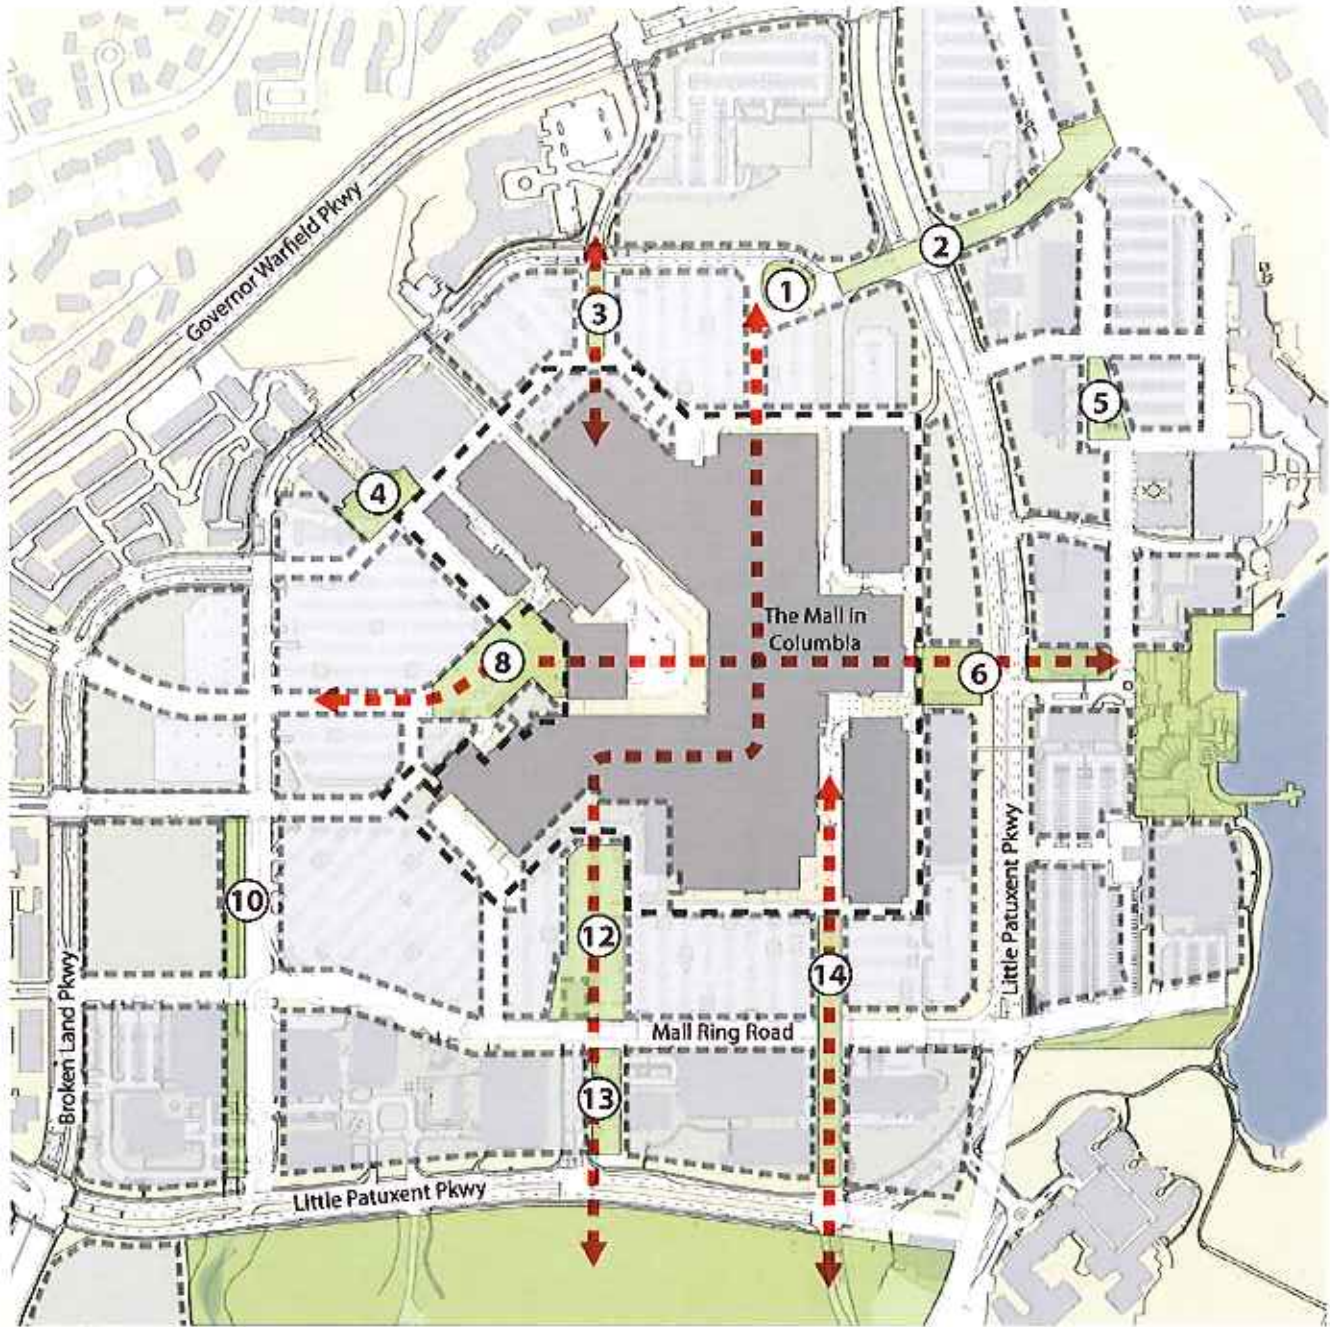 Governor Warfield Pkwy
2
1
3
5
4
The Mall in
Columbia
8
6
Little Patuxent Pkwy
10
12
14
Broken Land Pkwy
Mall Ring Road
13
Little Patuxent Pkwy